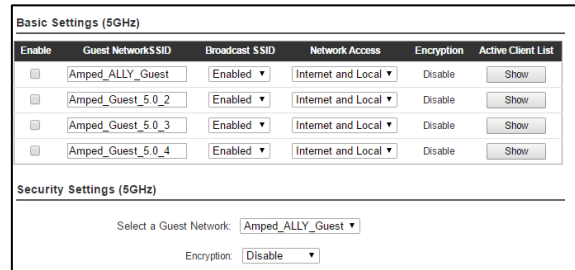 Basic Settings (5GHz)
Enable Guest NetworkSSID Broadcast SSID Network Access Encryption Active Client List
Amped_ALLY_Guest Enabled Internet and Local Disable Show
Amped_Guest_5.0_2 Enabled Internet and Local Disable Show
Amped_Guest_5.0_3 Enabled Internet and Local Disable Show
Amped_Guest_5.0_4 Enabled Internet and Local Disable Show
Security Settings (5GHz)
Select a Guest Network: Amped_ALLY_Guest
Encryption: Disable